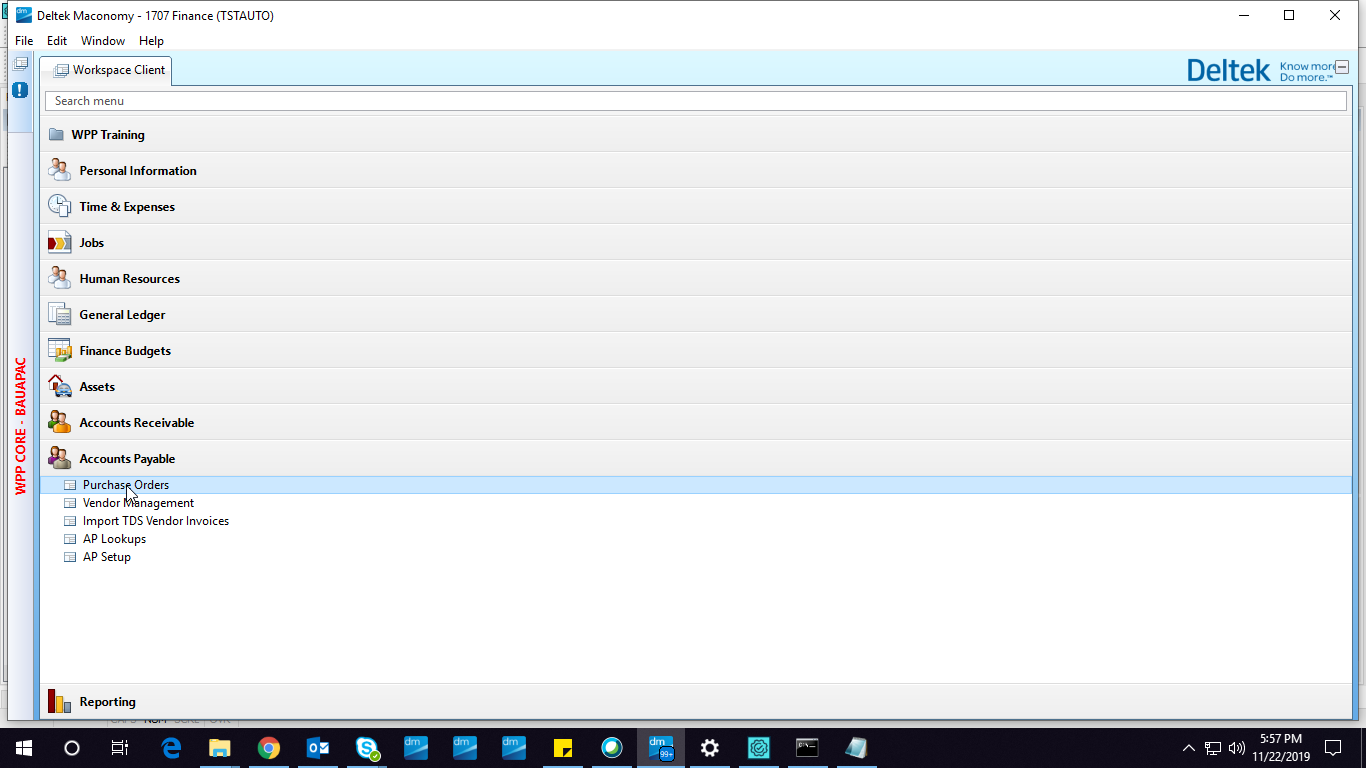 Deltek Maconomy - 1707 Finance (TSTAUTO)
File Edit Window Help
Workspace Client
Deltek Know more.
Do more.™
Search menu
WPP Training
Personal Information
Time & Expenses
Jobs
Human Resources
General Ledger
Finance Budgets
Assets
Accounts Receivable
Accounts Payable
Purchase Orders
Vendor Management
Import TDS Vendor Invoices
AP Lookups
AP Setup
Reporting
WPP CORE - BAUAPAC
5:57 PM
11/22/2019
99+